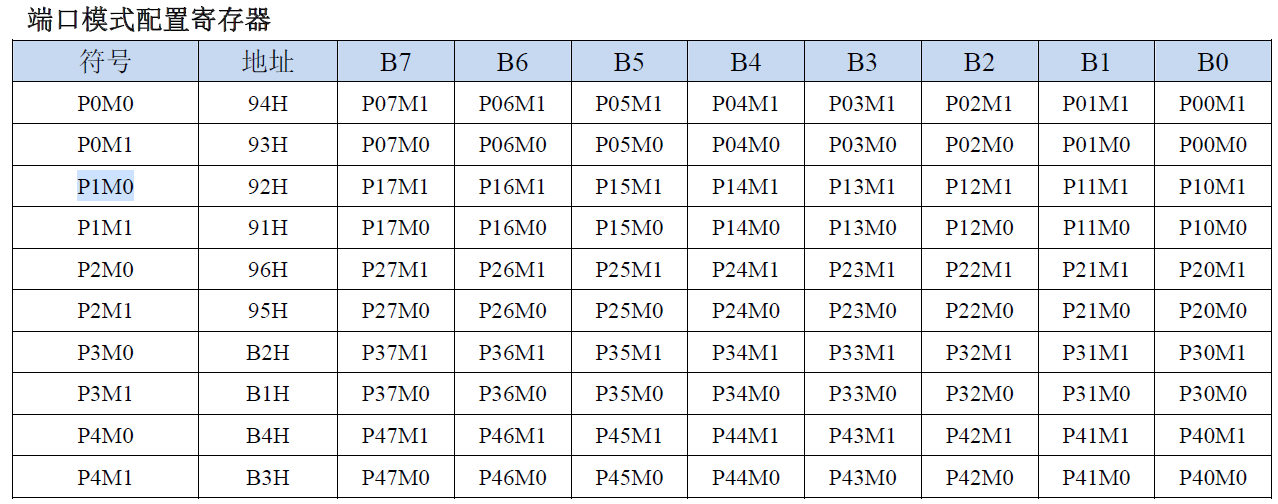 端口模式配置寄存器
符号 地址 B7 B6 B5 B4 B3 B2 B1 B0
P0M0 94H P07M1 P06M1 P05M1 P04M1 P03M1 P02M1 P01M1 P00M1
P0M1 93H P07M0 P06M0 P05M0 P04M0 P03M0 P02M0 P01M0 P00M0
P1M0 92H P17M1 P16M1 P15M1 P14M1 P13M1 P12M1 P11M1 P10M1
P1M1 91H P17M0 P16M0 P15M0 P14M0 P13M0 P12M0 P11M0 P10M0
P2M0 96H P27M1 P26M1 P25M1 P24M1 P23M1 P22M1 P21M1 P20M1
P2M1 95H P27M0 P26M0 P25M0 P24M0 P23M0 P22M0 P21M0 P20M0
P3M0 B2H P37M1 P36M1 P35M1 P34M1 P33M1 P32M1 P31M1 P30M1
P3M1 B1H P37M0 P36M0 P35M0 P34M0 P33M0 P32M0 P31M0 P30M0
P4M0 B4H P47M1 P46M1 P45M1 P44M1 P43M1 P42M1 P41M1 P40M1
P4M1 B3H P47M0 P46M0 P45M0 P44M0 P43M0 P42M0 P41M0 P40M0